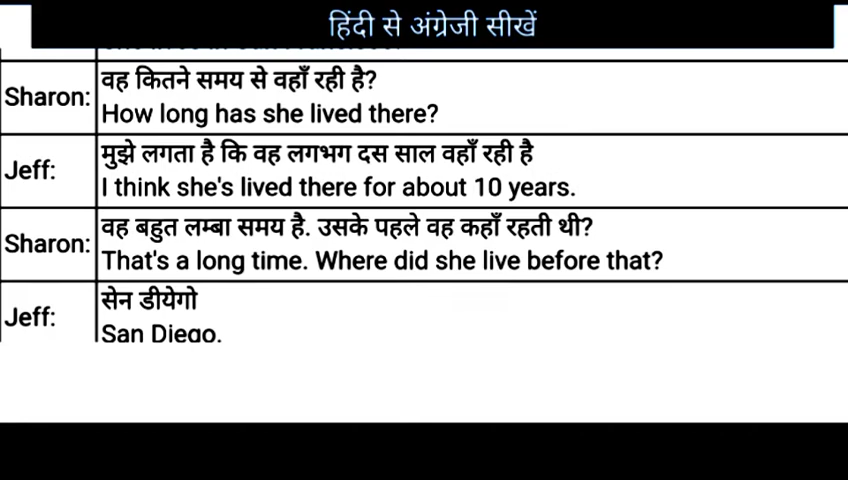 हिंदी से अंग्रेजी सीखें
Sharon:
वह कितने समय से वहाँ रही है?
How long has she lived there?
Jeff:
मुझे लगता है कि वह लगभग दस साल वहाँ रही है
I think she's lived there for about 10 years.
Sharon:
वह बहुत लम्बा समय है. उसके पहले वह कहाँ रहती थी?
That's a long time. Where did she live before that?
Jeff:
सेन डीयेगो
San Diego.